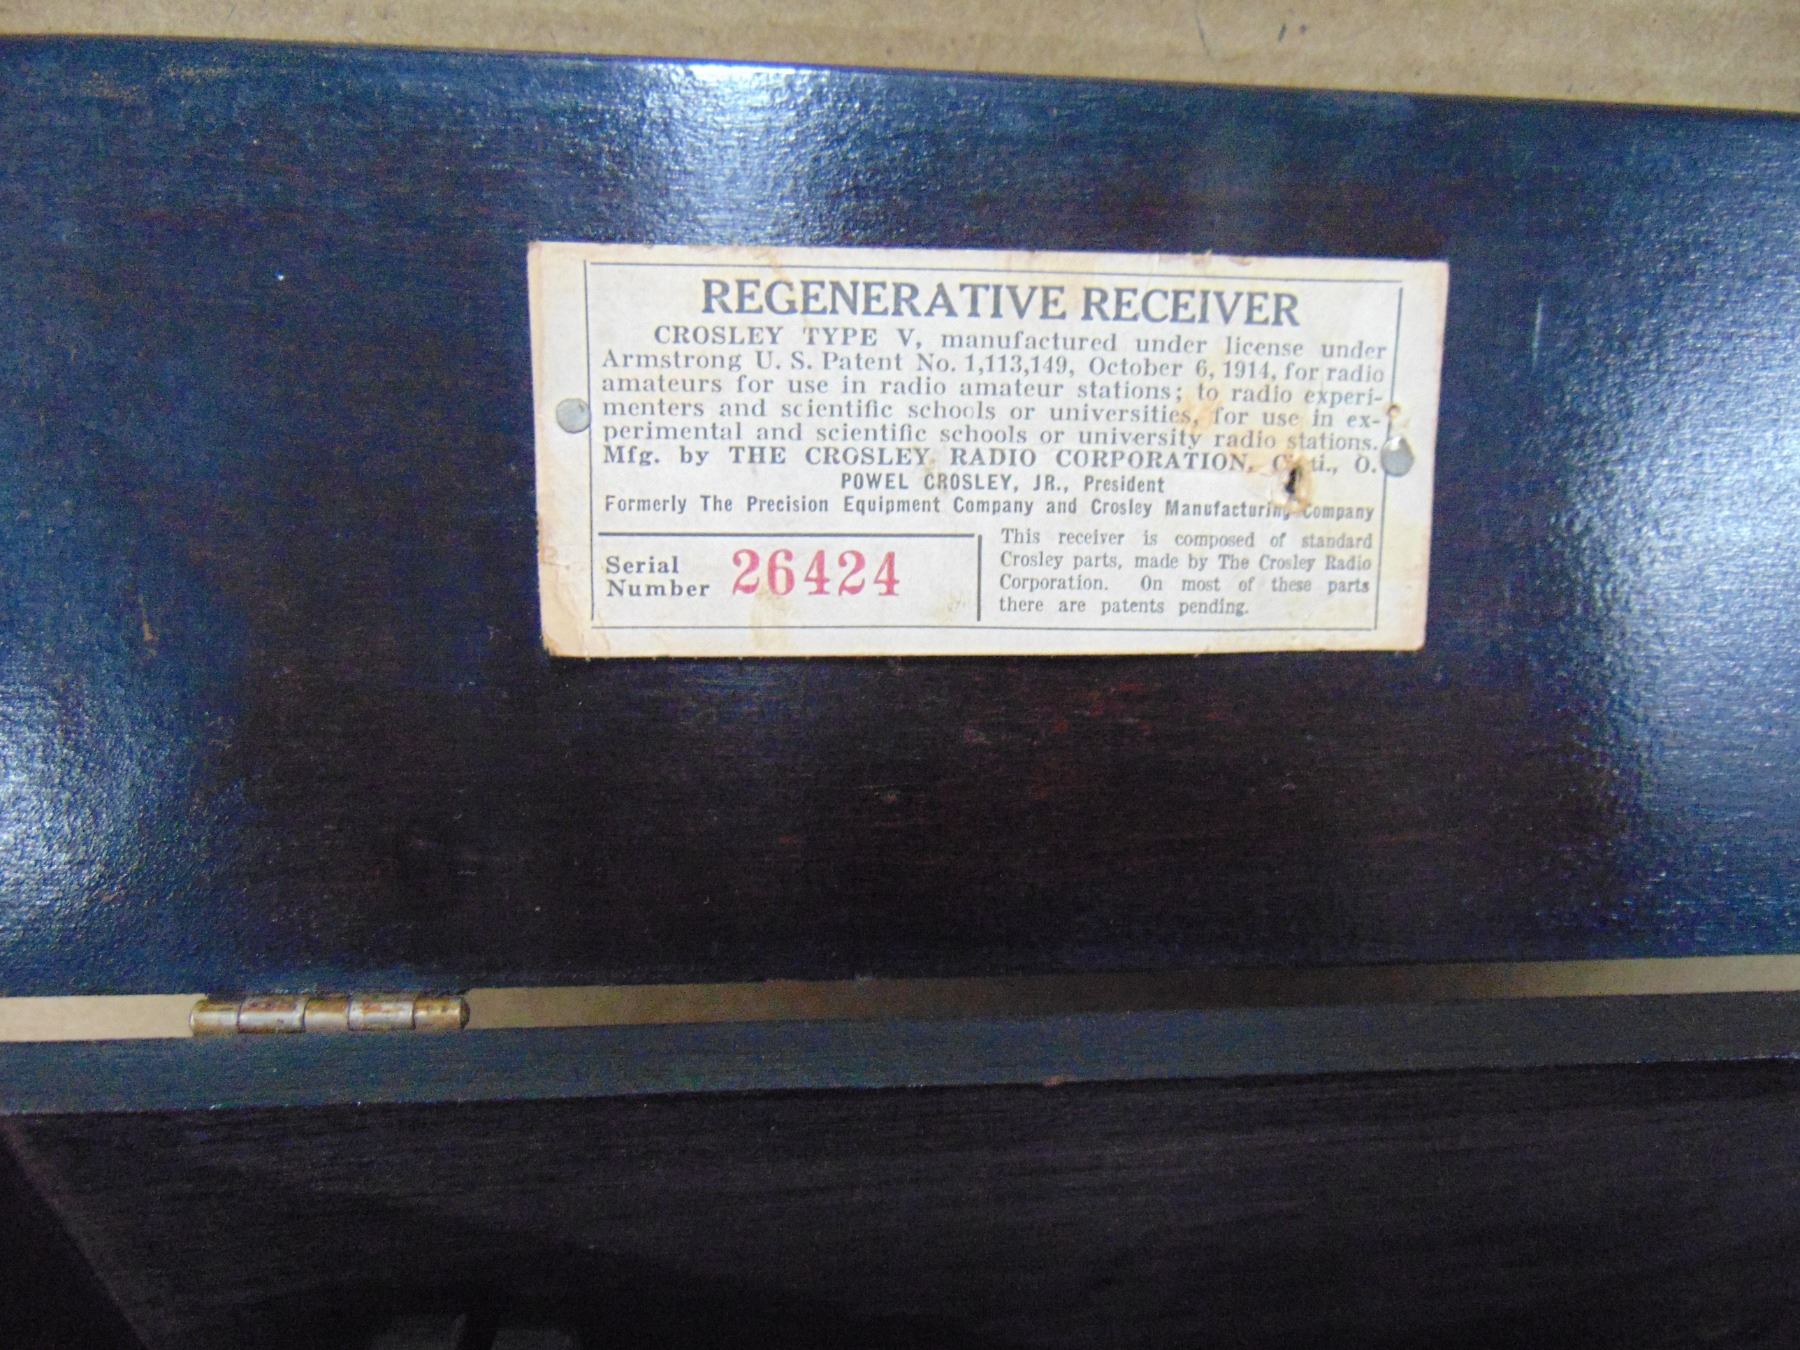 REGENERATIVE RECEIVER
CROSLEY TYPE V, manufactured under license under
Armstrong U. S. Patent No. 1,113,149, October 6, 1914, for radio
amateurs for use in radio amateur stations; to radio experi-
menters and scientific schools or universities, for use in ex-
perimental and scientific schools or university radio stations.
Mfg. by THE CROSLEY RADIO CORPORATION, O.
POWEL CROSLEY, JR., President
Formerly The Precision Equipment Company and Crosley Manufacturing Company
Serial
Number 26424
This receiver is composed of standard
Crosley parts, made by The Crosley Radio
Corporation. On most of these parts
there are patents pending.